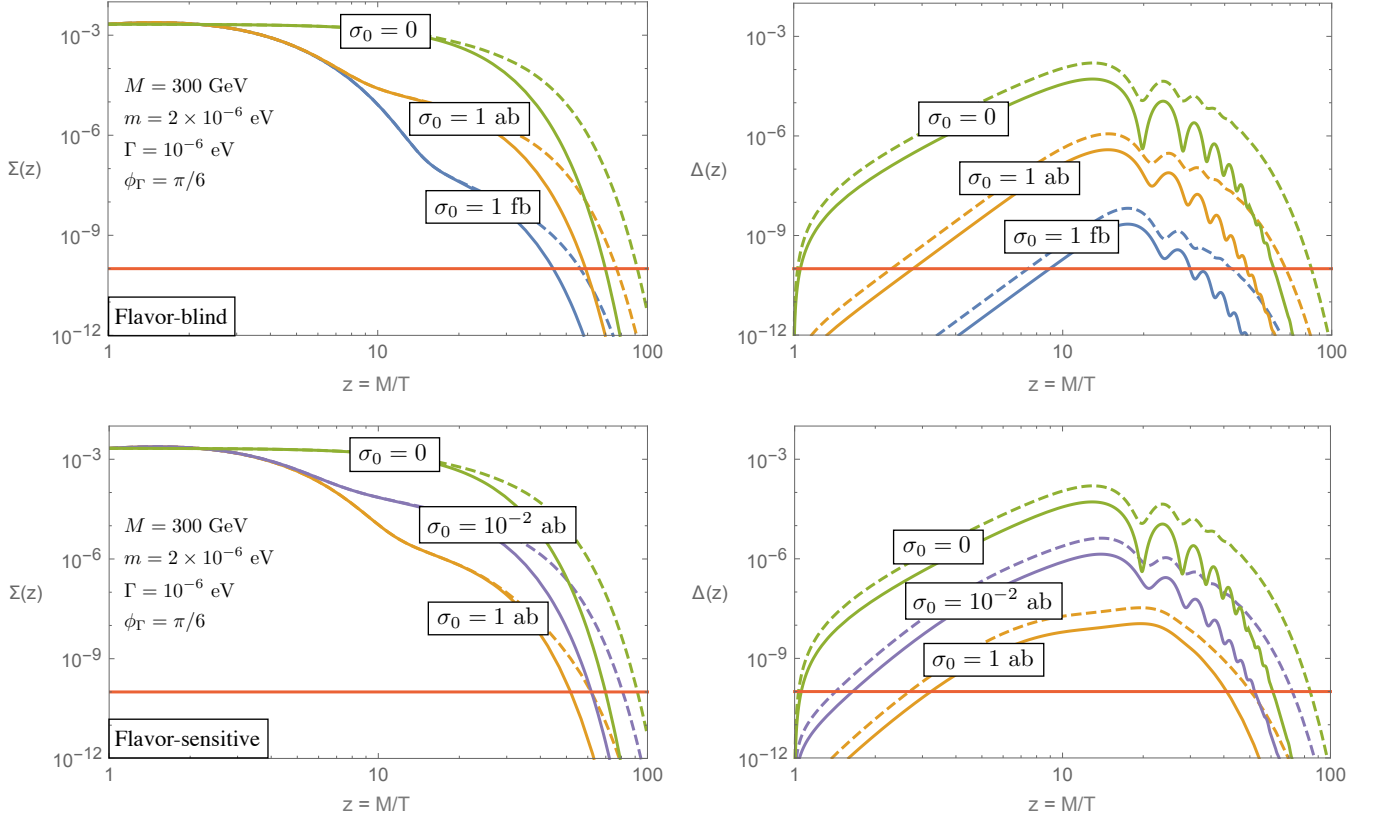 10⁻³
10⁻⁶
10⁻⁹
10⁻¹²
Σ(z)
σ₀ = 0
M = 300 GeV
m = 2 × 10⁻⁶ eV
Γ = 10⁻⁶ eV
ϕ_Γ = π/6
σ₀ = 1 ab
σ₀ = 1 fb
Flavor-blind
1 10 100
z = M/T
10⁻³
10⁻⁶
10⁻⁹
10⁻¹²
Δ(z)
σ₀ = 0
σ₀ = 1 ab
σ₀ = 1 fb
1 10 100
z = M/T
10⁻³
10⁻⁶
10⁻⁹
10⁻¹²
Σ(z)
σ₀ = 0
M = 300 GeV
m = 2 × 10⁻⁶ eV
Γ = 10⁻⁶ eV
ϕ_Γ = π/6
σ₀ = 10⁻² ab
σ₀ = 1 ab
Flavor-sensitive
1 10 100
z = M/T
10⁻³
10⁻⁶
10⁻⁹
10⁻¹²
Δ(z)
σ₀ = 0
σ₀ = 10⁻² ab
σ₀ = 1 ab
1 10 100
z = M/T